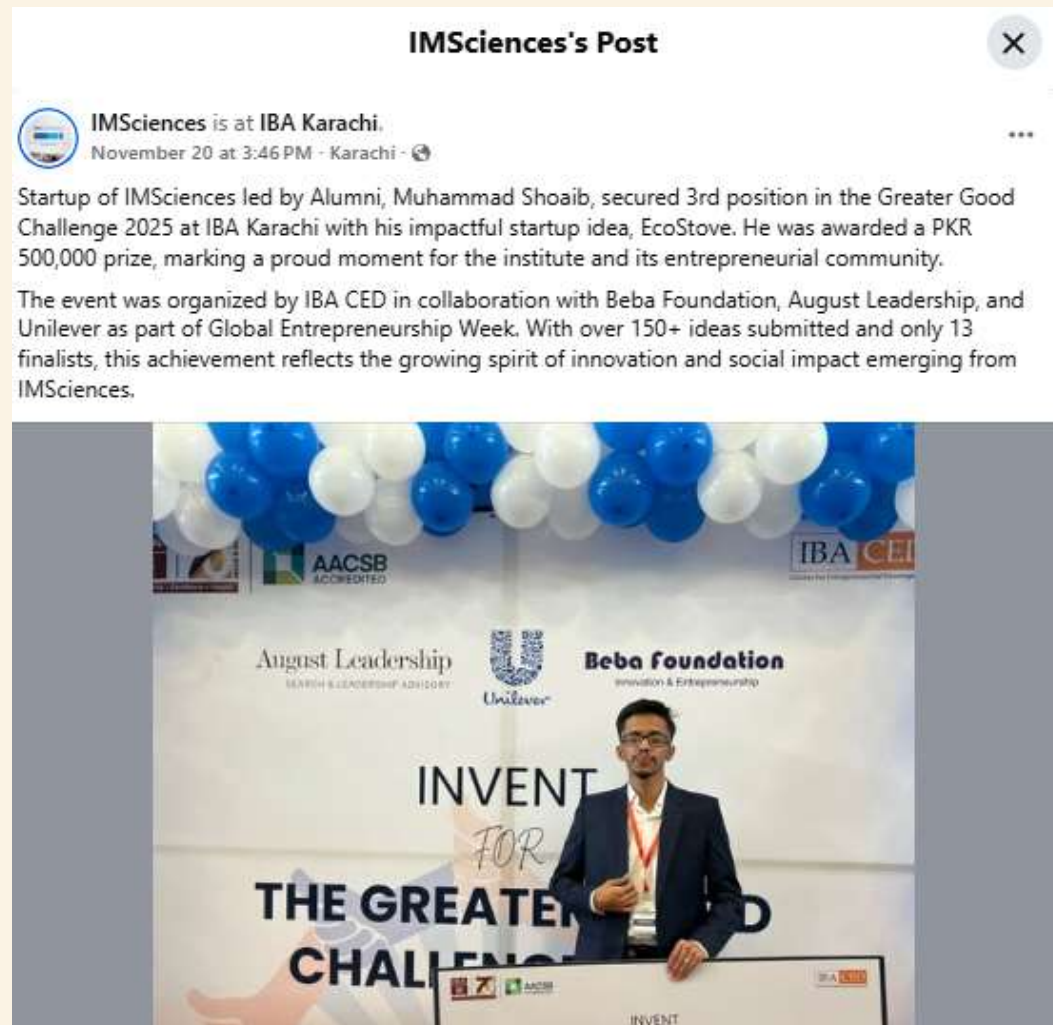 IMSciences's Post
IMSciences is at IBA Karachi.
November 20 at 3:46 PM · Karachi ·
Startup of IMSciences led by Alumni, Muhammad Shoaib, secured 3rd position in the Greater Good
Challenge 2025 at IBA Karachi with his impactful startup idea, EcoStove. He was awarded a PKR
500,000 prize, marking a proud moment for the institute and its entrepreneurial community.
The event was organized by IBA CED in collaboration with Beba Foundation, August Leadership, and
Unilever as part of Global Entrepreneurship Week. With over 150+ ideas submitted and only 13
finalists, this achievement reflects the growing spirit of innovation and social impact emerging from
IMSciences.
AACSB
ACCREDITED
IBA CED
August Leadership
SEARCH & LEADERSHIP ADVISORY
Unilever
Beba Foundation
Innovation & Entrepreneurship
INVENT
FOR
THE GREATER D
CHALLENGE
AACSB
IBA CED
INVENT